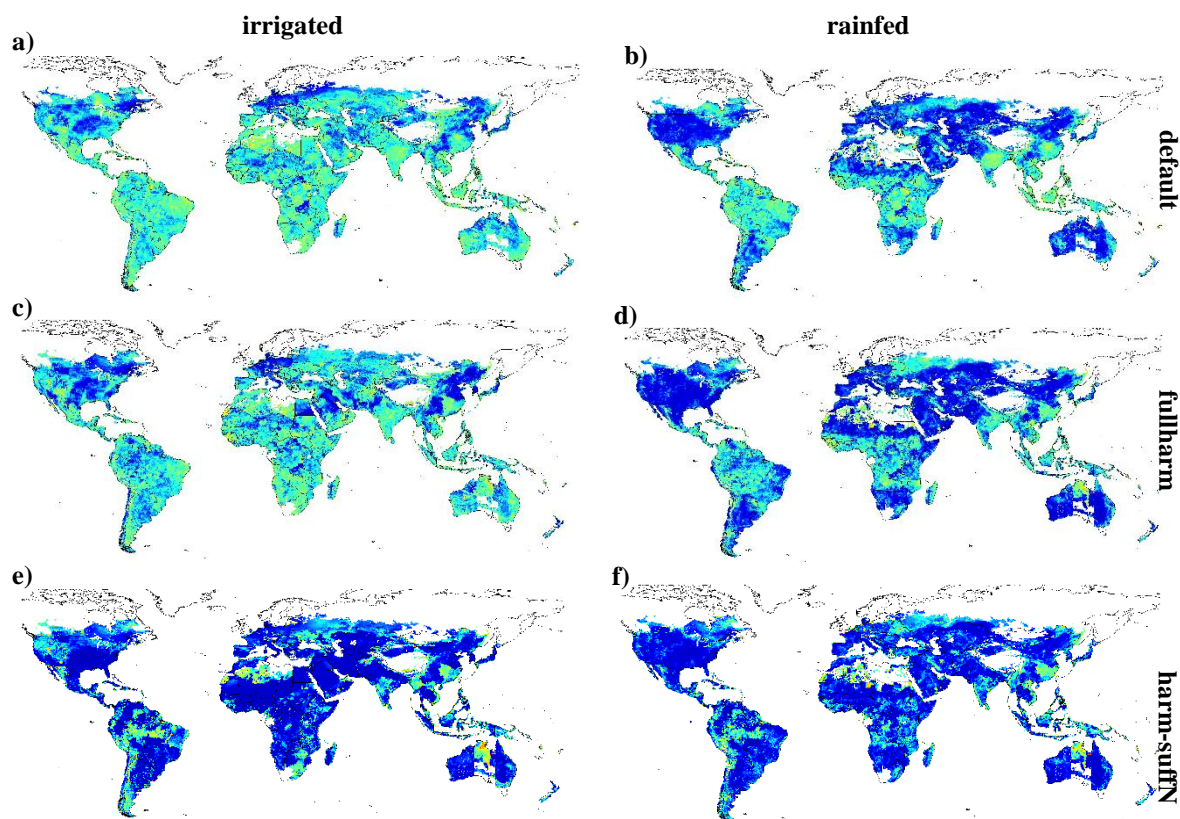 irrigated
rainfed
a)
b)
default
c)
d)
fullharm
e)
f)
harm-suffN